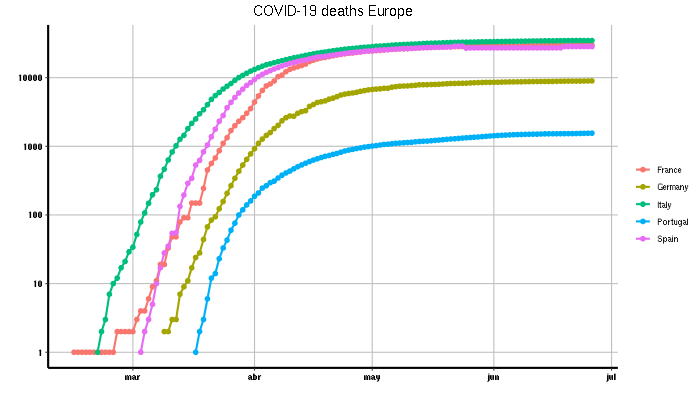 COVID-19 deaths Europe
10000
1000
100
10
1
mar
abr
may
jun
jul
France
Germany
Italy
Portugal
Spain